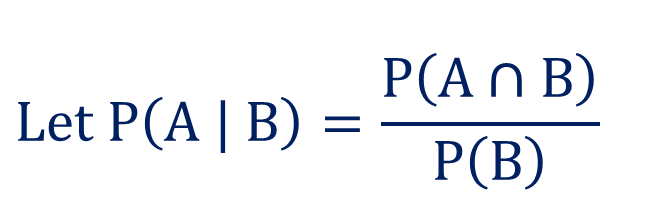 Let P(A | B) = P(A ∩ B) / P(B)